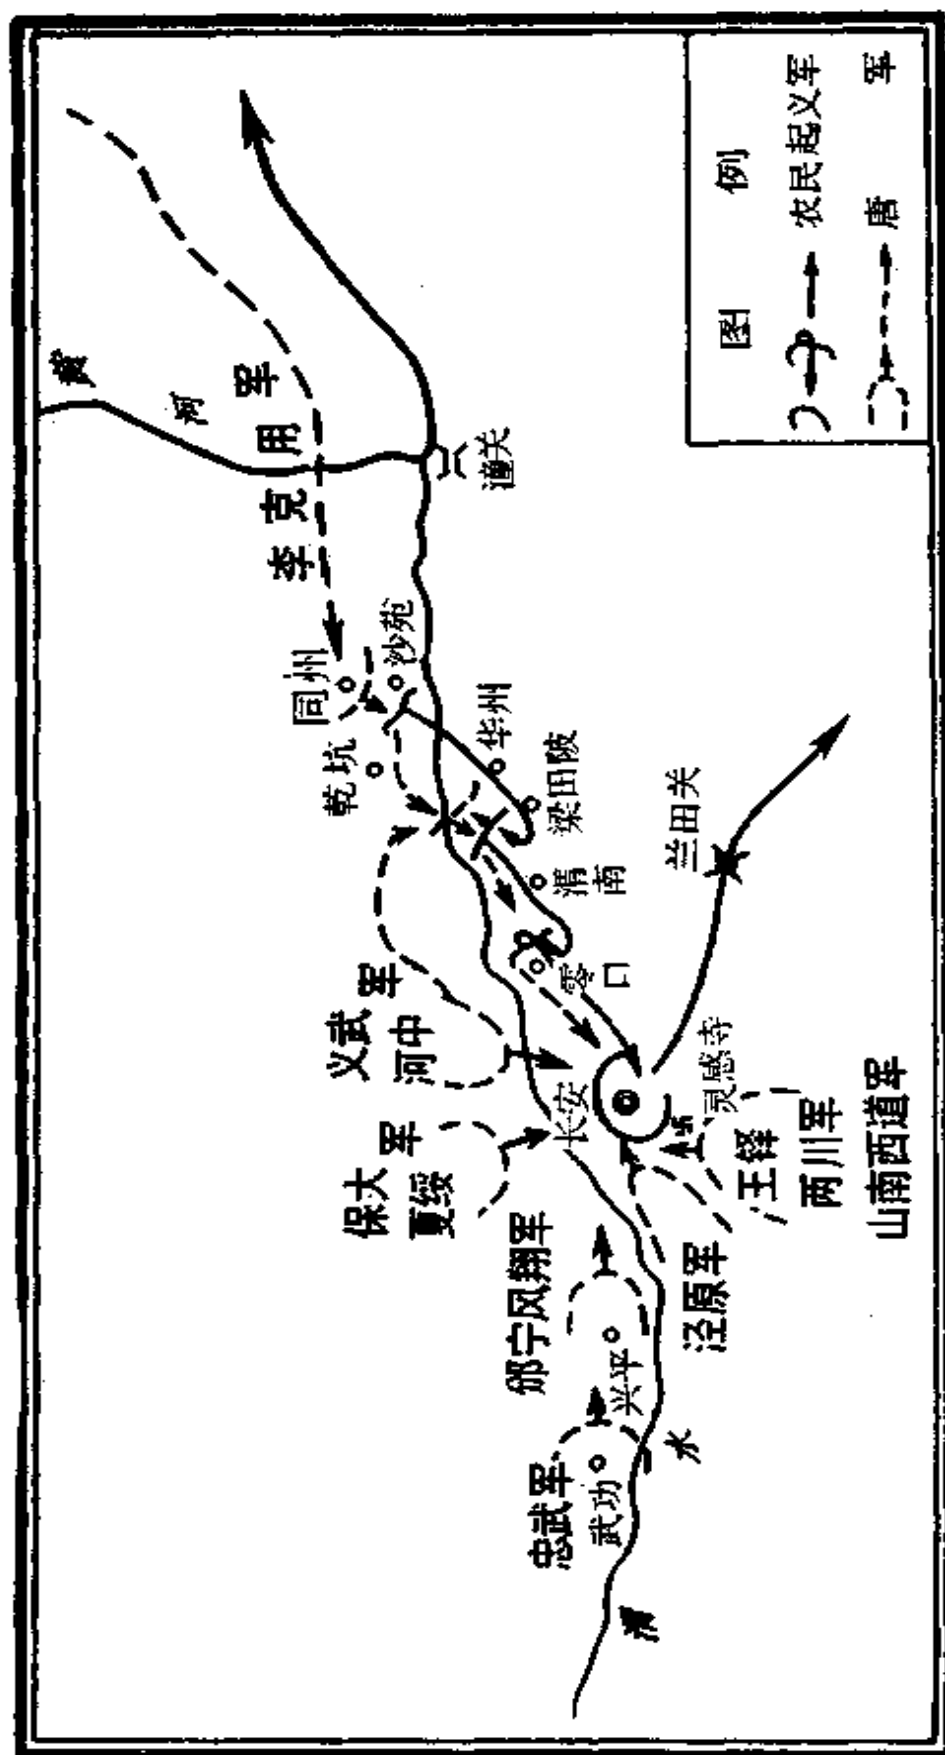 图 例
农民起义军
唐 军
黄
河
李克用军
潼关
同州
沙苑
乾坑
华州
梁田陂
渭南
零口
兰田关
义武
河中
军
保大
夏绥
军
长安
灵感寺
邠宁风翔军
泾原军
王铎
两川军
山南西道军
忠武军
武功
兴平
渭
水